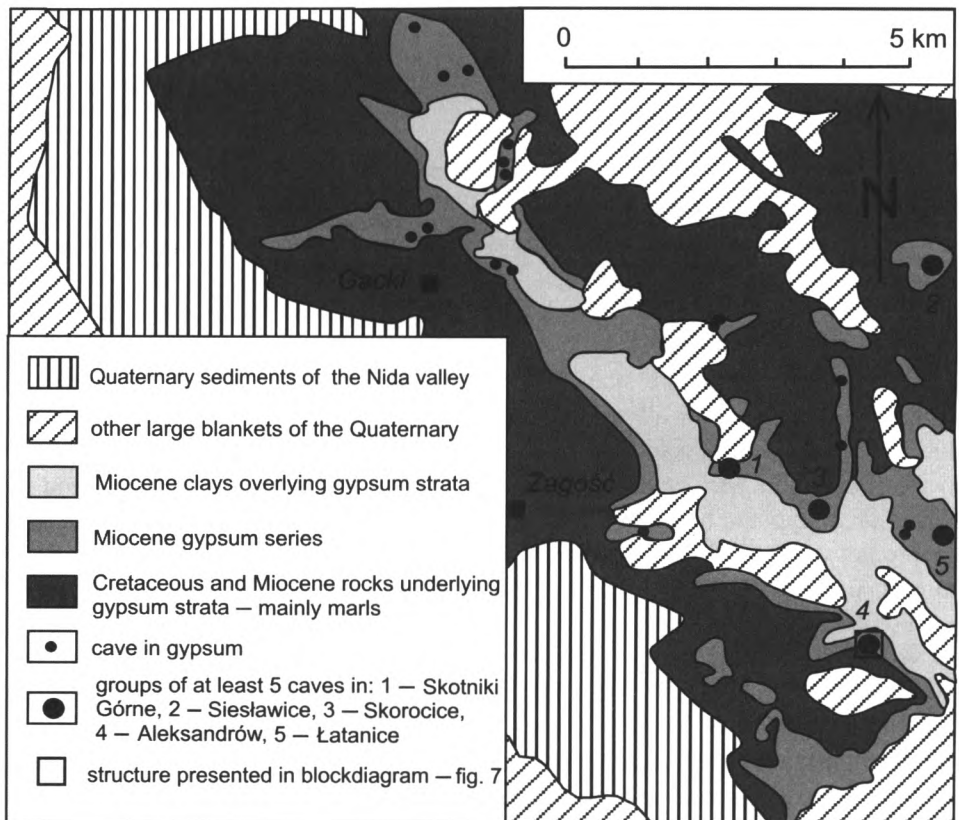 0 5 km
N
2
Gacki
1
3
Zagość
5
4
Quaternary sediments of the Nida valley
other large blankets of the Quaternary
Miocene clays overlying gypsum strata
Miocene gypsum series
Cretaceous and Miocene rocks underlying
gypsum strata — mainly marls
cave in gypsum
groups of at least 5 caves in: 1 — Skotniki
Górne, 2 — Siesławice, 3 — Skorocice,
4 — Aleksandrów, 5 — Łatanice
structure presented in blockdiagram — fig. 7